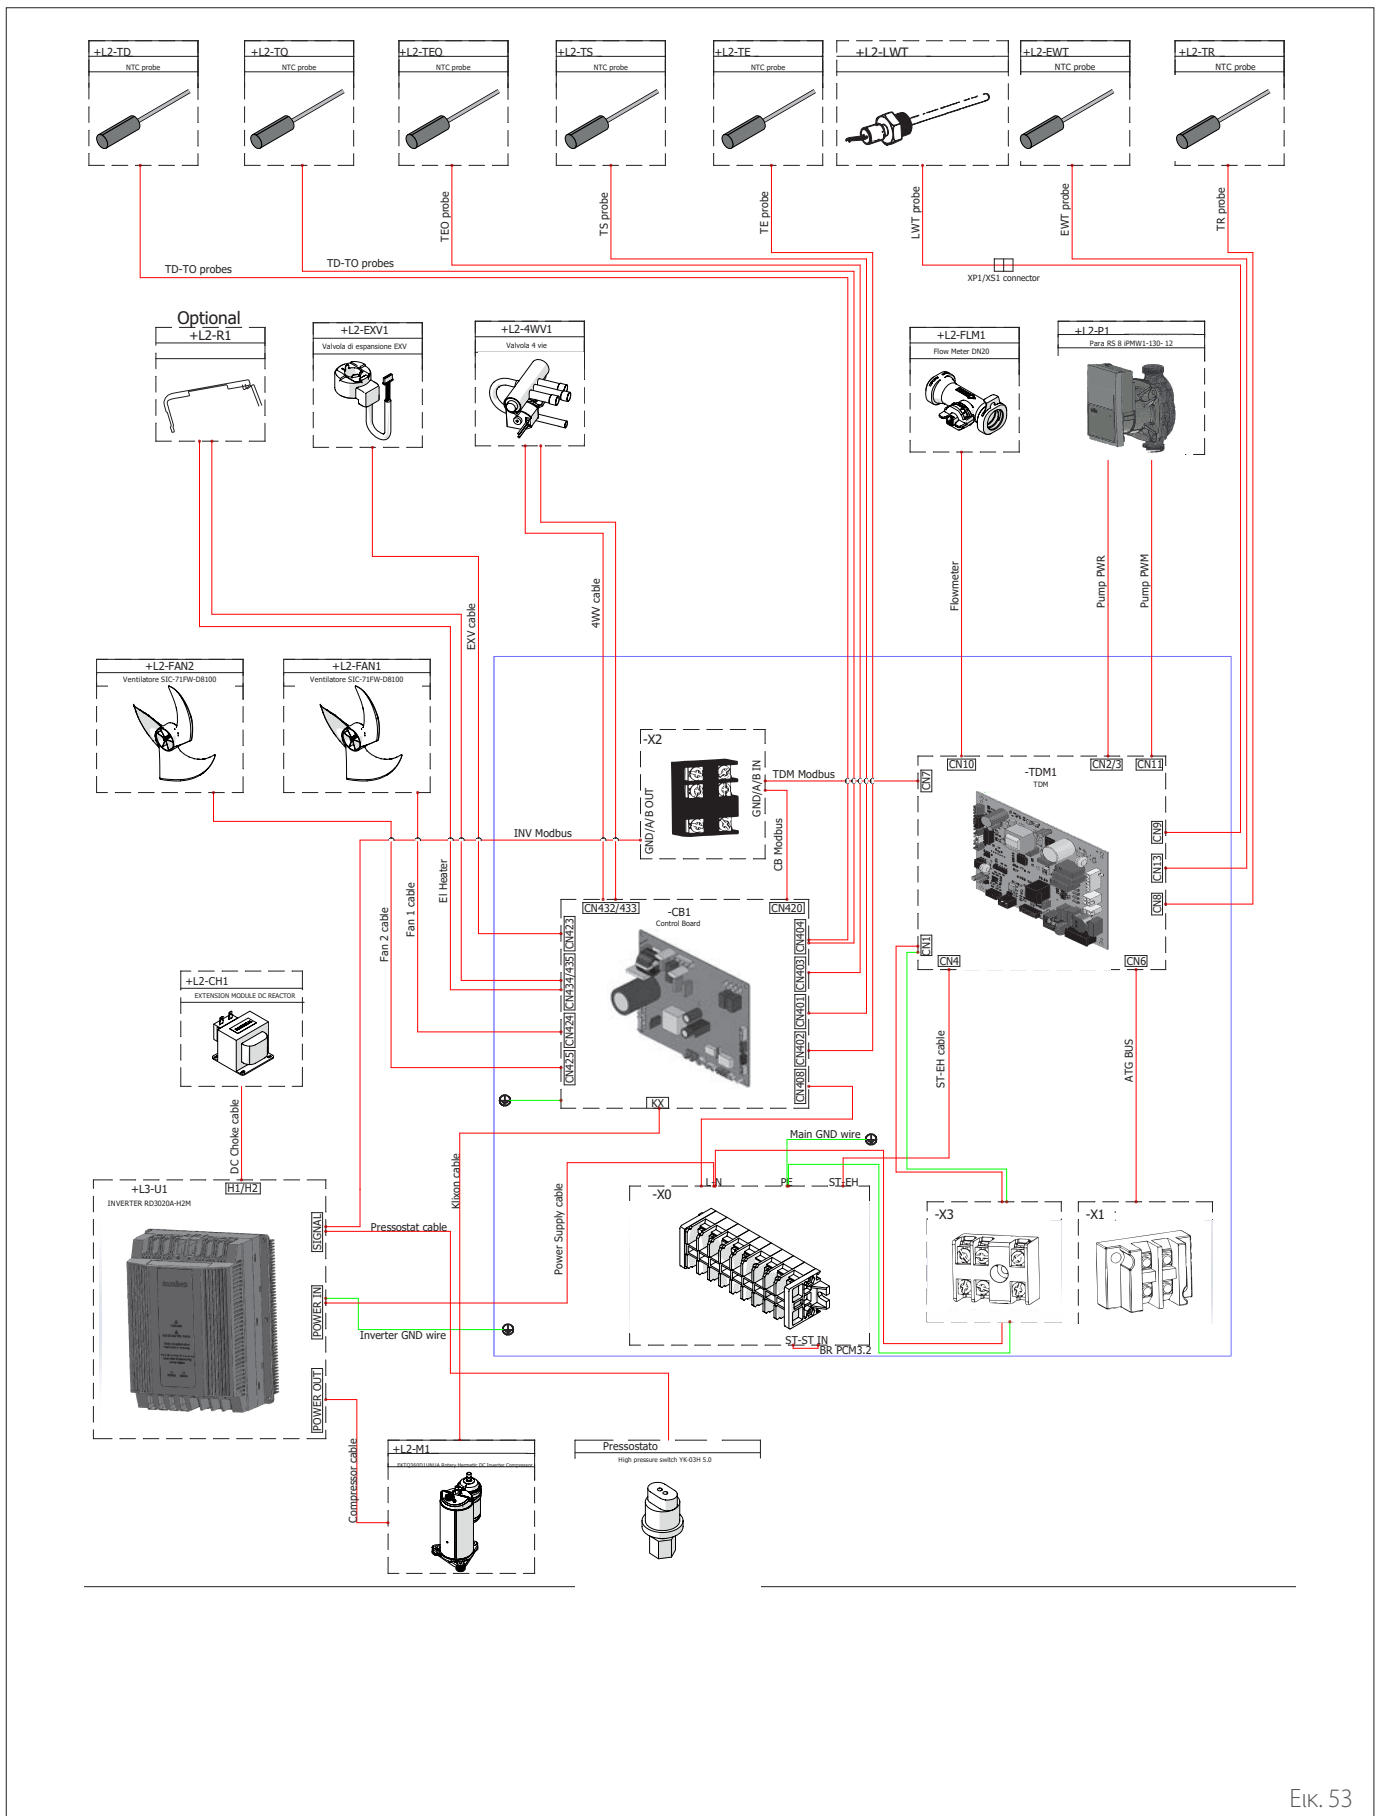 +L2-TD
+L2-TO
+L2-TEO
+L2-TS
+L2-TE
+L2-LWT
+L2-EWT
+L2-TR
NTC probe
NTC probe
NTC probe
NTC probe
NTC probe
NTC probe
NTC probe
TEO probe
TS probe
TE probe
LWT probe
EWT probe
TR probe
TD-TO probes
TD-TO probes
XP1/XS1 connector
Optional
+L2-R1
+L2-EXV1
Valvola di espansione EXV
+L2-4WV1
Valvola 4 vie
+L2-FLM1
Flow Meter DN20
+L2-P1
Para RS 8 iPMW1-130- 12
EXV cable
4WV cable
Flowmeter
Pump PWR
Pump PWM
+L2-FAN2
Ventilatore SIC-71FW-D8100
+L2-FAN1
Ventilatore SIC-71FW-D8100
-X2
GND/A/B OUT
GND/A/B IN
TDM Modbus
INV Modbus
CB Modbus
CN7
CN10
CN2/3
CN11
-TDM1
TDM
CN9
CN13
CN8
CN1
CN4
CN6
Fan 2 cable
Fan 1 cable
El Heater
CN432/433
-CB1
Control Board
CN420
CN423
CN434/435
CN424
CN425
CN404
CN403
CN401
CN402
CN408
KX
+L2-CH1
EXTENSION MODULE DC REACTOR
DC Choke cable
ST-EH cable
ATG BUS
Main GND wire
+L3-U1
H1/H2
INVERTER RD3020A-H2M
SIGNAL
POWER IN
POWER OUT
Pressostat cable
Inverter GND wire
Klixon cable
Power Supply cable
-X0
L-N
PE
ST-EH
ST-ST IN
BR PCM3.2
-X3
-X1
Compressor cable
+L2-M1
EKTQ360D1UNUA Rotary Hermetic DC Inverter Compressor
Pressostato
High pressure switch YK-03H 5.0
Εικ. 53